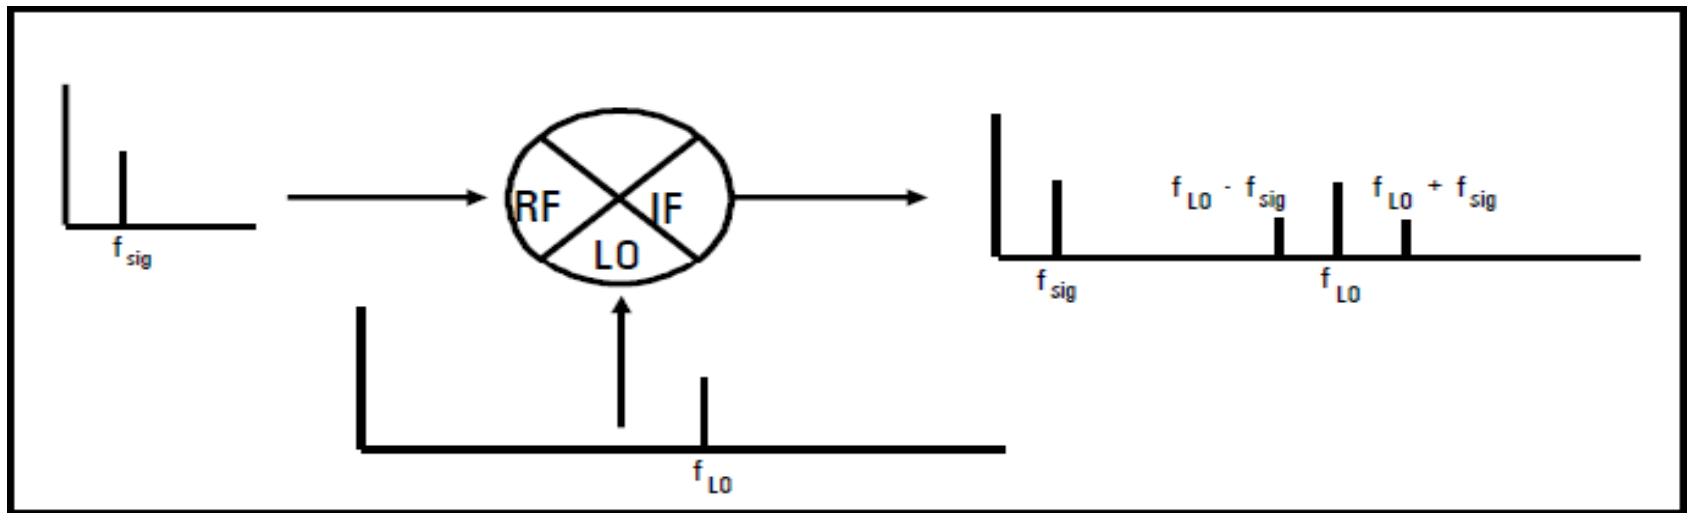 f sig
RF
IF
LO
f LO
f LO - f sig
f LO + f sig
f sig
f LO